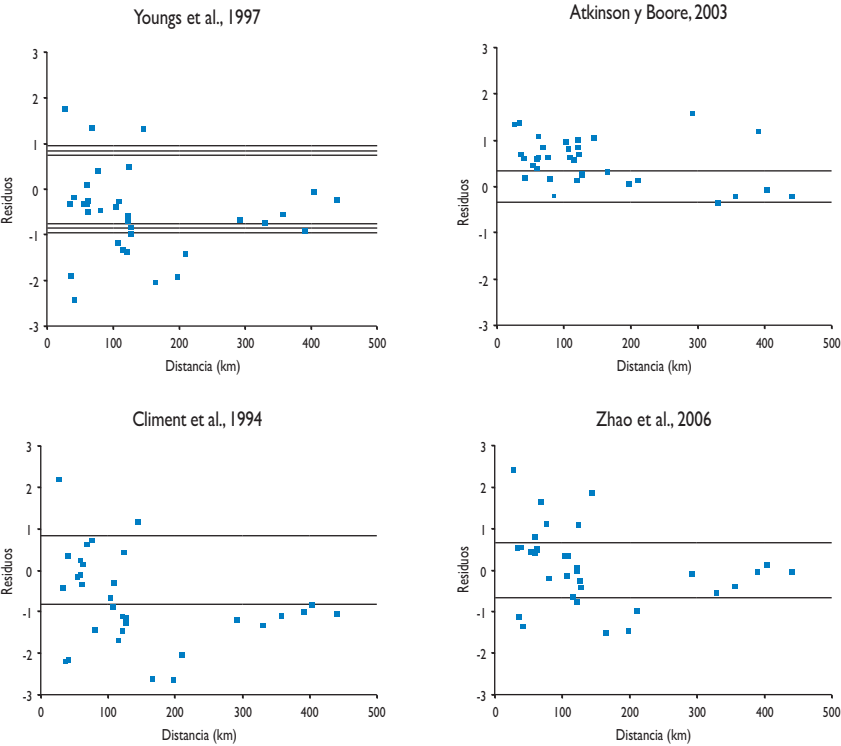 Youngs et al., 1997
3
2
1
0
-1
-2
-3
Residuos
0 100 200 300 400 500
Distancia (km)
Atkinson y Boore, 2003
3
2
1
0
-1
-2
-3
Residuos
0 100 200 300 400 500
Distancia (km)
Climent et al., 1994
3
2
1
0
-1
-2
-3
Residuos
0 100 200 300 400 500
Distancia (km)
Zhao et al., 2006
3
2
1
0
-1
-2
-3
Residuos
0 100 200 300 400 500
Distancia (km)